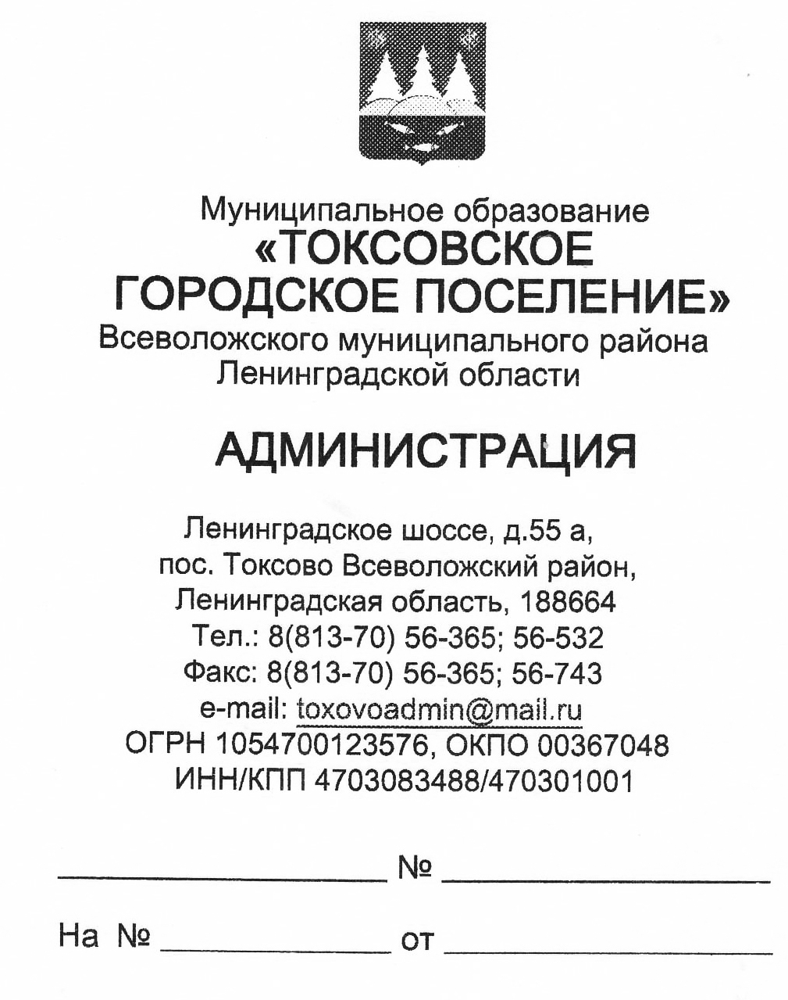 Муниципальное образование
«ТОКСОВСКОЕ
ГОРОДСКОЕ ПОСЕЛЕНИЕ»
Всеволожского муниципального района
Ленинградской области
АДМИНИСТРАЦИЯ
Ленинградское шоссе, д.55 а,
пос. Токсово Всеволожский район,
Ленинградская область, 188664
Тел.: 8(813-70) 56-365; 56-532
Факс: 8(813-70) 56-365; 56-743
e-mail: toxovoadmin@mail.ru
ОГРН 1054700123576, ОКПО 00367048
ИНН/КПП 4703083488/470301001
№
На № от